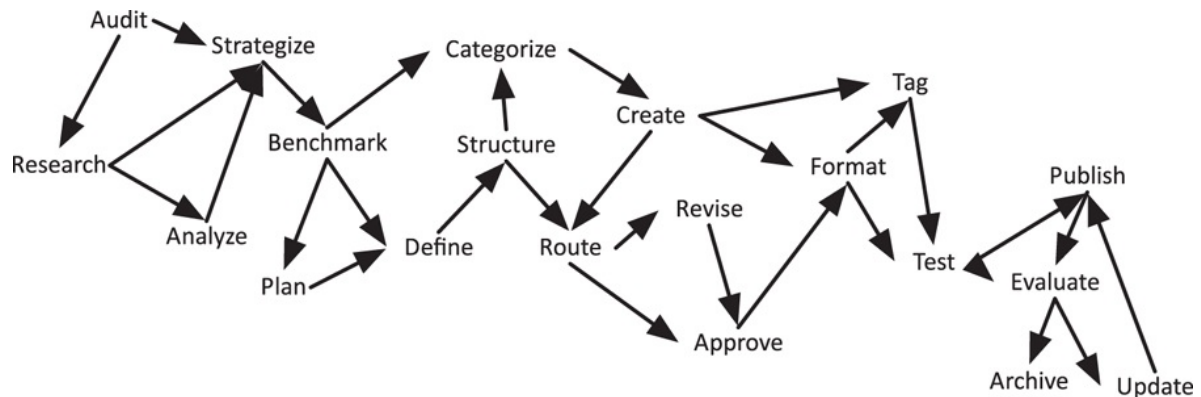 Audit
Strategize
Research
Analyze
Benchmark
Plan
Define
Categorize
Structure
Route
Create
Revise
Approve
Format
Tag
Test
Publish
Evaluate
Archive
Update